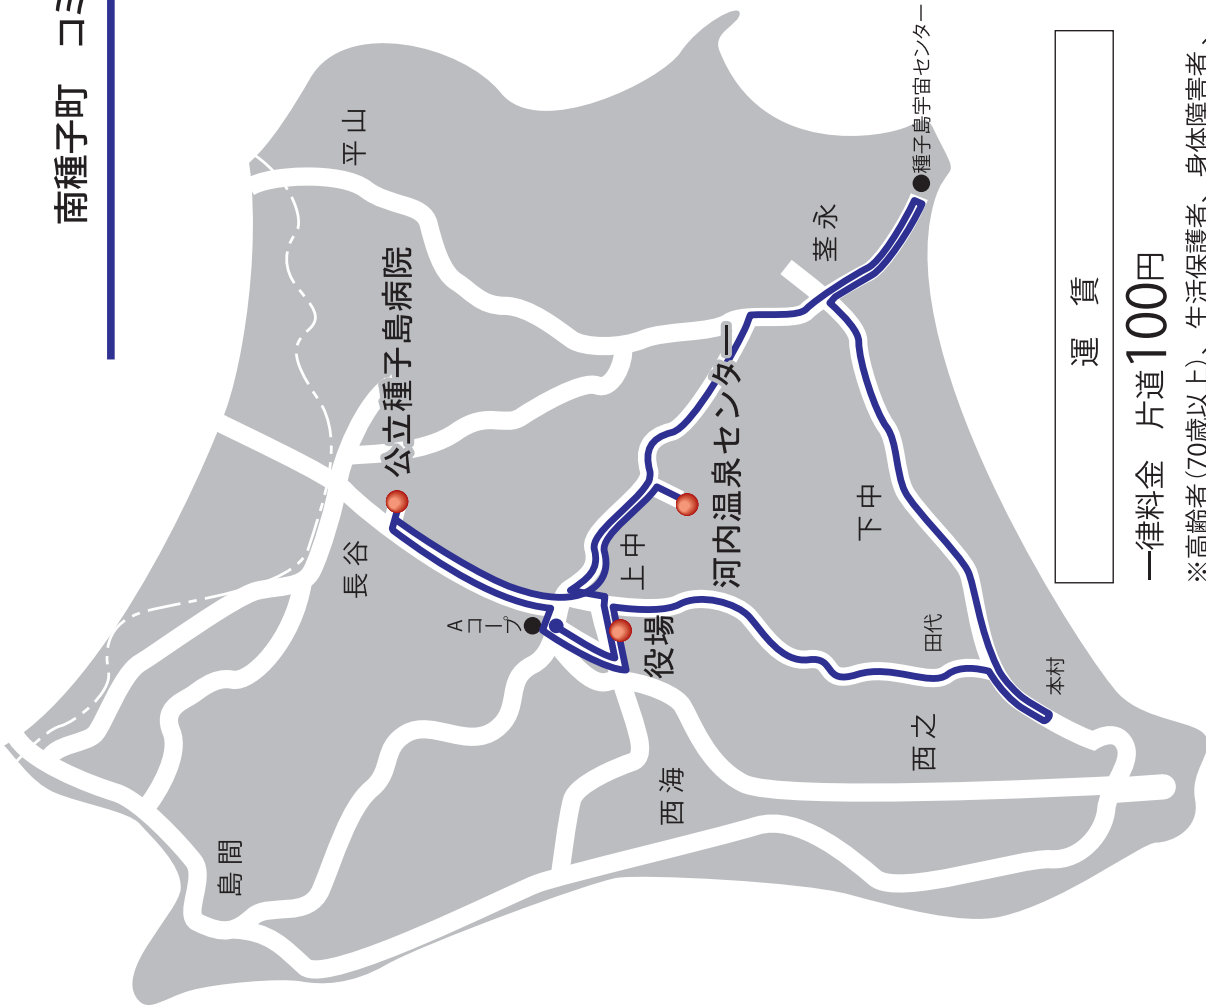 南種子町 コミ
平山
公立種子島病院
長谷
Aコープ
種子島宇宙センター
茎永
河内温泉センター
上中
役場
下中
田代
本村
西之
西海
島間
運賃
一律料金 片道100円
※高齢者（70歳以上）、生活保護者、身体障害者、